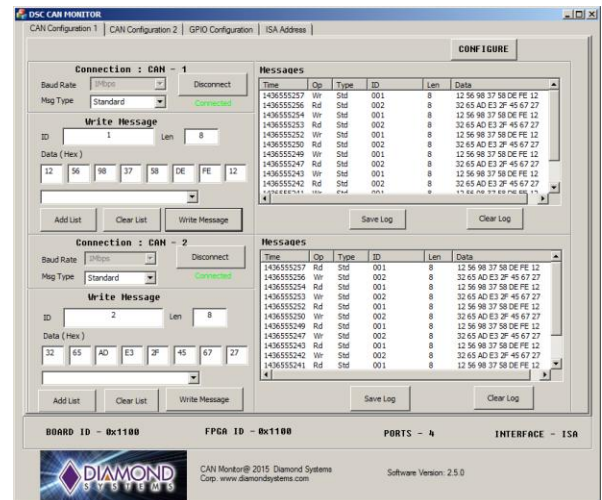 DSC CAN MONITOR
CAN Configuration 1 CAN Configuration 2 GPIO Configuration ISA Address
CONFIGURE
Connection : CAN - 1
Baud Rate 1Mbps Disconnect
Msg Type Standard Connected
Write Message
ID 1 Len 8
Data ( Hex )
12 56 98 37 58 DE FE 12
Add List Clear List Write Message
Messages
Time Op Type ID Len Data
1436555257 Wr Std 001 8 12 56 98 37 58 DE FE 12
1436555256 Rd Std 002 8 32 65 AD E3 2F 45 67 27
1436555254 Wr Std 001 8 12 56 98 37 58 DE FE 12
1436555253 Rd Std 002 8 32 65 AD E3 2F 45 67 27
1436555252 Wr Std 001 8 12 56 98 37 58 DE FE 12
1436555250 Rd Std 002 8 32 65 AD E3 2F 45 67 27
1436555249 Wr Std 001 8 12 56 98 37 58 DE FE 12
1436555247 Rd Std 002 8 32 65 AD E3 2F 45 67 27
1436555243 Wr Std 001 8 12 56 98 37 58 DE FE 12
1436555242 Rd Std 002 8 32 65 AD E3 2F 45 67 27
Save Log Clear Log
Connection : CAN - 2
Baud Rate 1Mbps Disconnect
Msg Type Standard Connected
Write Message
ID 2 Len 8
Data ( Hex )
32 65 AD E3 2F 45 67 27
Add List Clear List Write Message
Messages
Time Op Type ID Len Data
1436555257 Rd Std 001 8 12 56 98 37 58 DE FE 12
1436555256 Wr Std 002 8 32 65 AD E3 2F 45 67 27
1436555254 Rd Std 001 8 12 56 98 37 58 DE FE 12
1436555253 Wr Std 002 8 32 65 AD E3 2F 45 67 27
1436555252 Rd Std 001 8 12 56 98 37 58 DE FE 12
1436555250 Wr Std 002 8 32 65 AD E3 2F 45 67 27
1436555249 Rd Std 001 8 12 56 98 37 58 DE FE 12
1436555247 Wr Std 002 8 32 65 AD E3 2F 45 67 27
1436555243 Rd Std 001 8 12 56 98 37 58 DE FE 12
1436555242 Wr Std 002 8 32 65 AD E3 2F 45 67 27
1436555241 Rd Std 001 8 12 56 98 37 58 DE FE 12
Save Log Clear Log
BOARD ID - 0x1100 FPGA ID - 0x1100 PORTS - 4 INTERFACE - ISA
DIAMOND
SYSTEMS
CAN Monitor@ 2015 Diamond Systems
Corp. www.diamondsystems.com
Software Version: 2.5.0